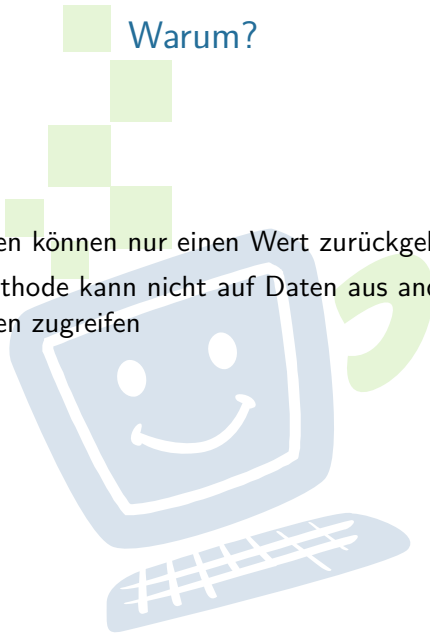 Warum?
en können nur einen Wert zurückgel
thode kann nicht auf Daten aus and
en zugreifen